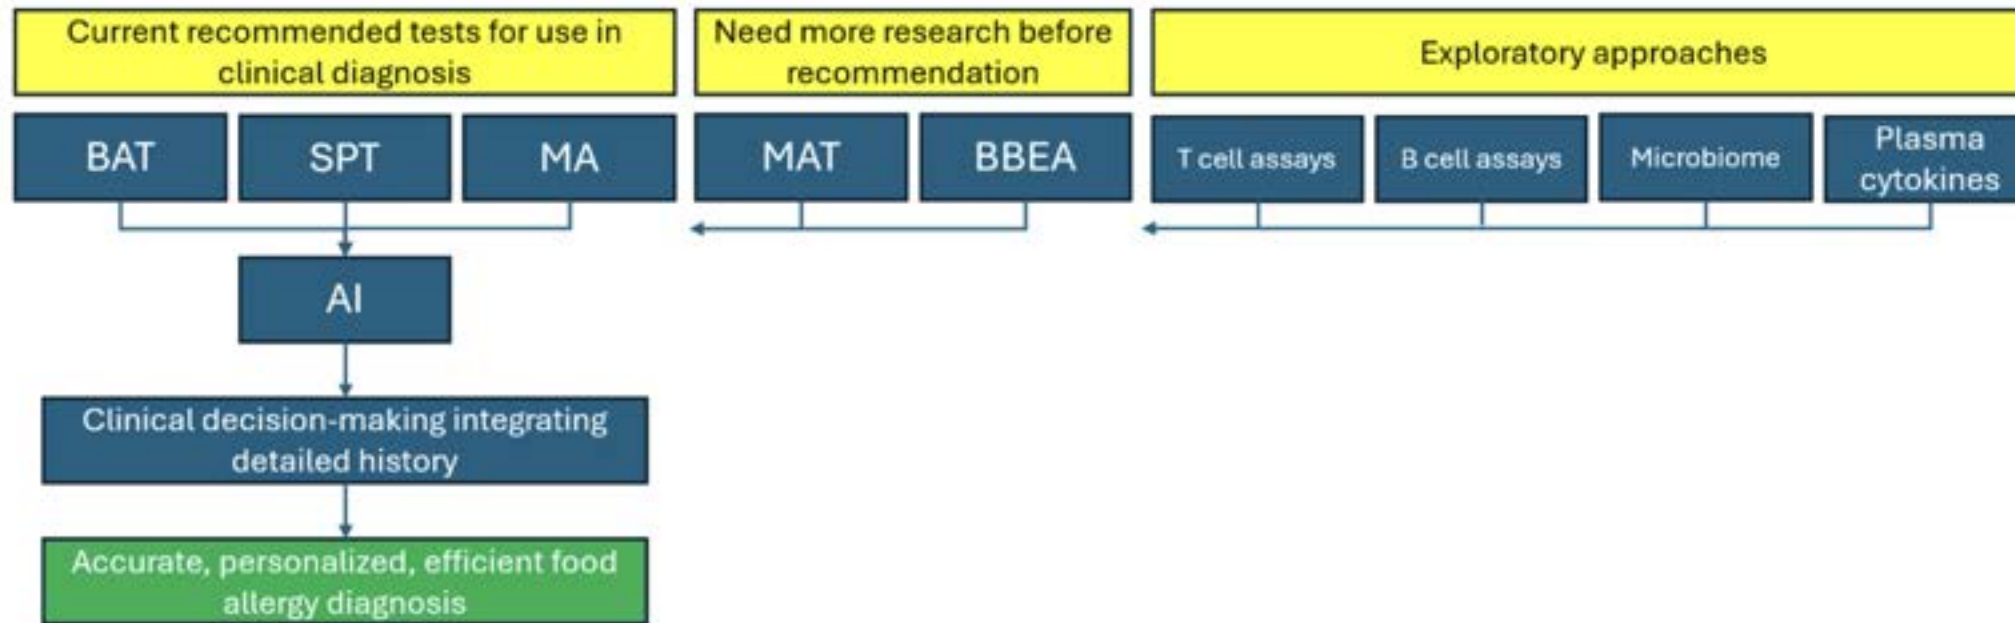 Current recommended tests for use in
clinical diagnosis
Need more research before
recommendation
Exploratory approaches
BAT
SPT
MA
MAT
BBEA
T cell assays
B cell assays
Microbiome
Plasma
cytokines
AI
Clinical decision-making integrating
detailed history
Accurate, personalized, efficient food
allergy diagnosis